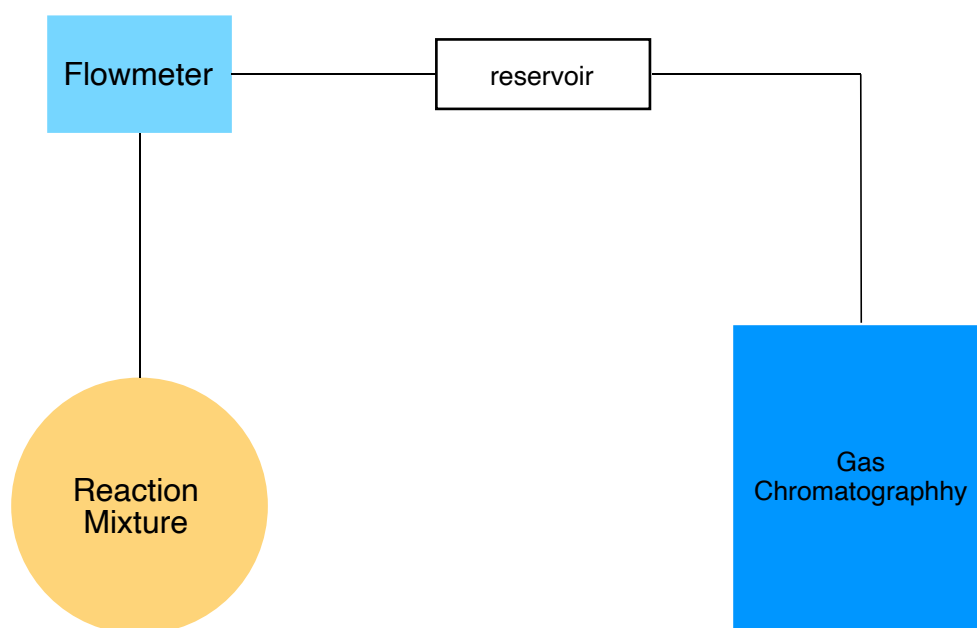 Flowmeter
reservoir
Reaction
Mixture
Gas
Chromatographhy